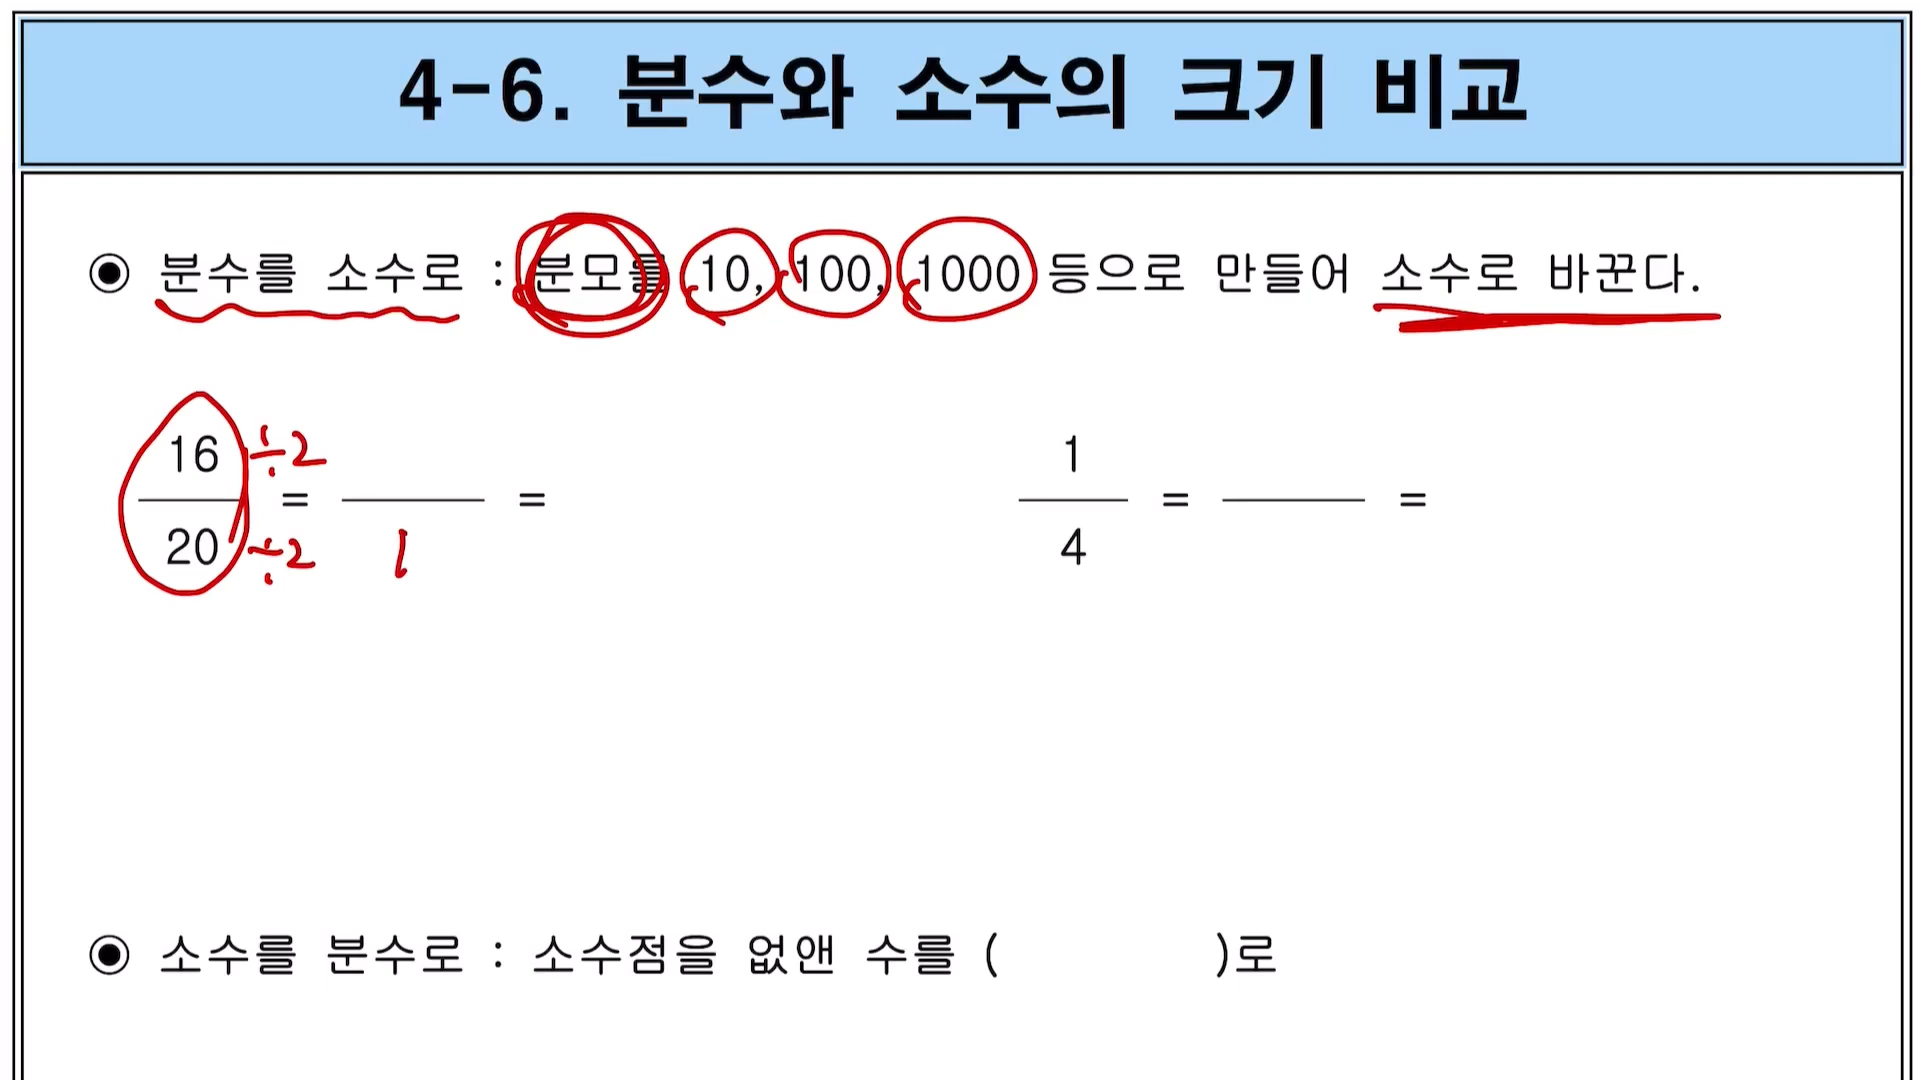 4-6. 분수와 소수의 크기 비교
◉ 분수를 소수로 : 분모를 10, 100, 1000 등으로 만들어 소수로 바꾼다.
16 ÷2
= =
20 ÷2 1
1
= =
4
◉ 소수를 분수로 : 소수점을 없앤 수를 ( )로